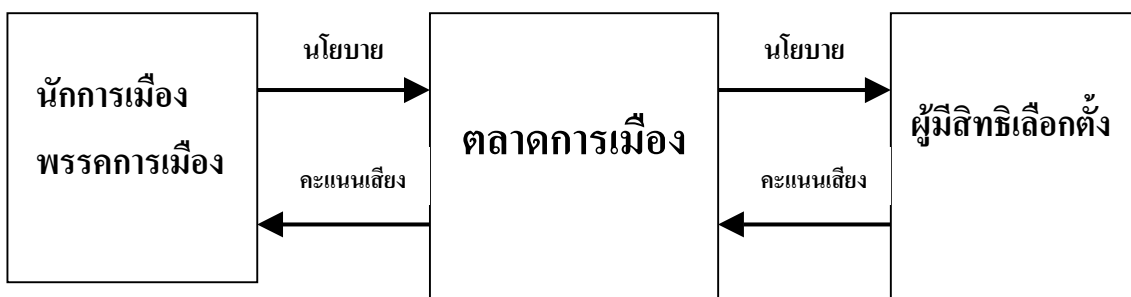 นโยบาย
นโยบาย
นักการเมือง
พรรคการเมือง
ตลาดการเมือง
ผู้มีสิทธิเลือกตั้ง
คะแนนเสียง
คะแนนเสียง